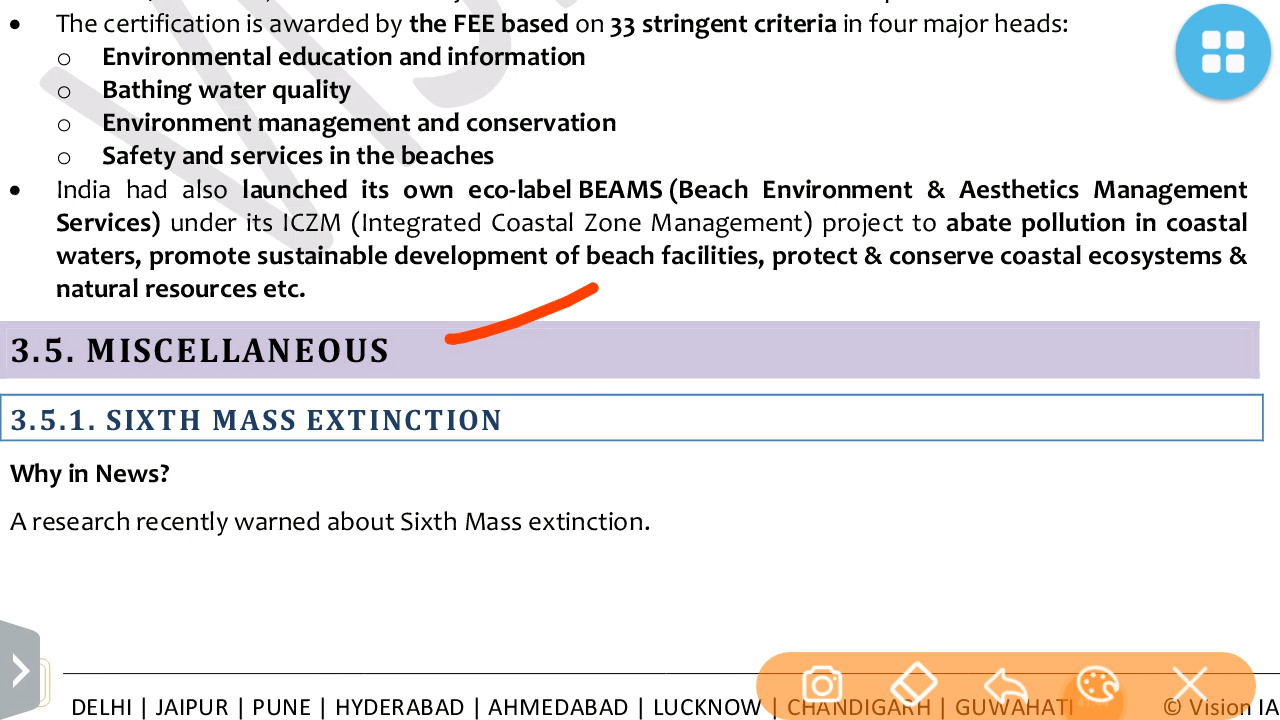 • The certification is awarded by the FEE based on 33 stringent criteria in four major heads:
o Environmental education and information
o Bathing water quality
o Environment management and conservation
o Safety and services in the beaches
• India had also launched its own eco-label BEAMS (Beach Environment & Aesthetics Management
Services) under its ICZM (Integrated Coastal Zone Management) project to abate pollution in coastal
waters, promote sustainable development of beach facilities, protect & conserve coastal ecosystems &
natural resources etc.
3.5. MISCELLANEOUS
3.5.1. SIXTH MASS EXTINCTION
Why in News?
A research recently warned about Sixth Mass extinction.
DELHI | JAIPUR | PUNE | HYDERABAD | AHMEDABAD | LUCKNOW | CHANDIGARH | GUWAHATI © Vision IA